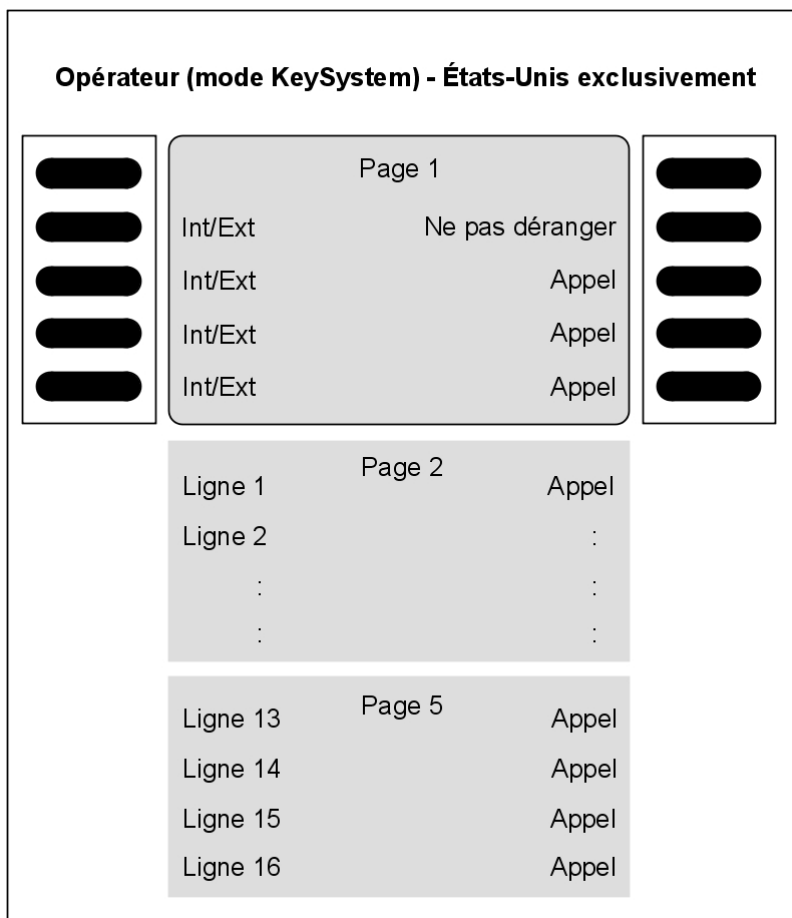 Opérateur (mode KeySystem) - États-Unis exclusivement
Page 1
Int/Ext Ne pas déranger
Int/Ext Appel
Int/Ext Appel
Int/Ext Appel
Page 2
Ligne 1 Appel
Ligne 2 :
: :
: :
Page 5
Ligne 13 Appel
Ligne 14 Appel
Ligne 15 Appel
Ligne 16 Appel